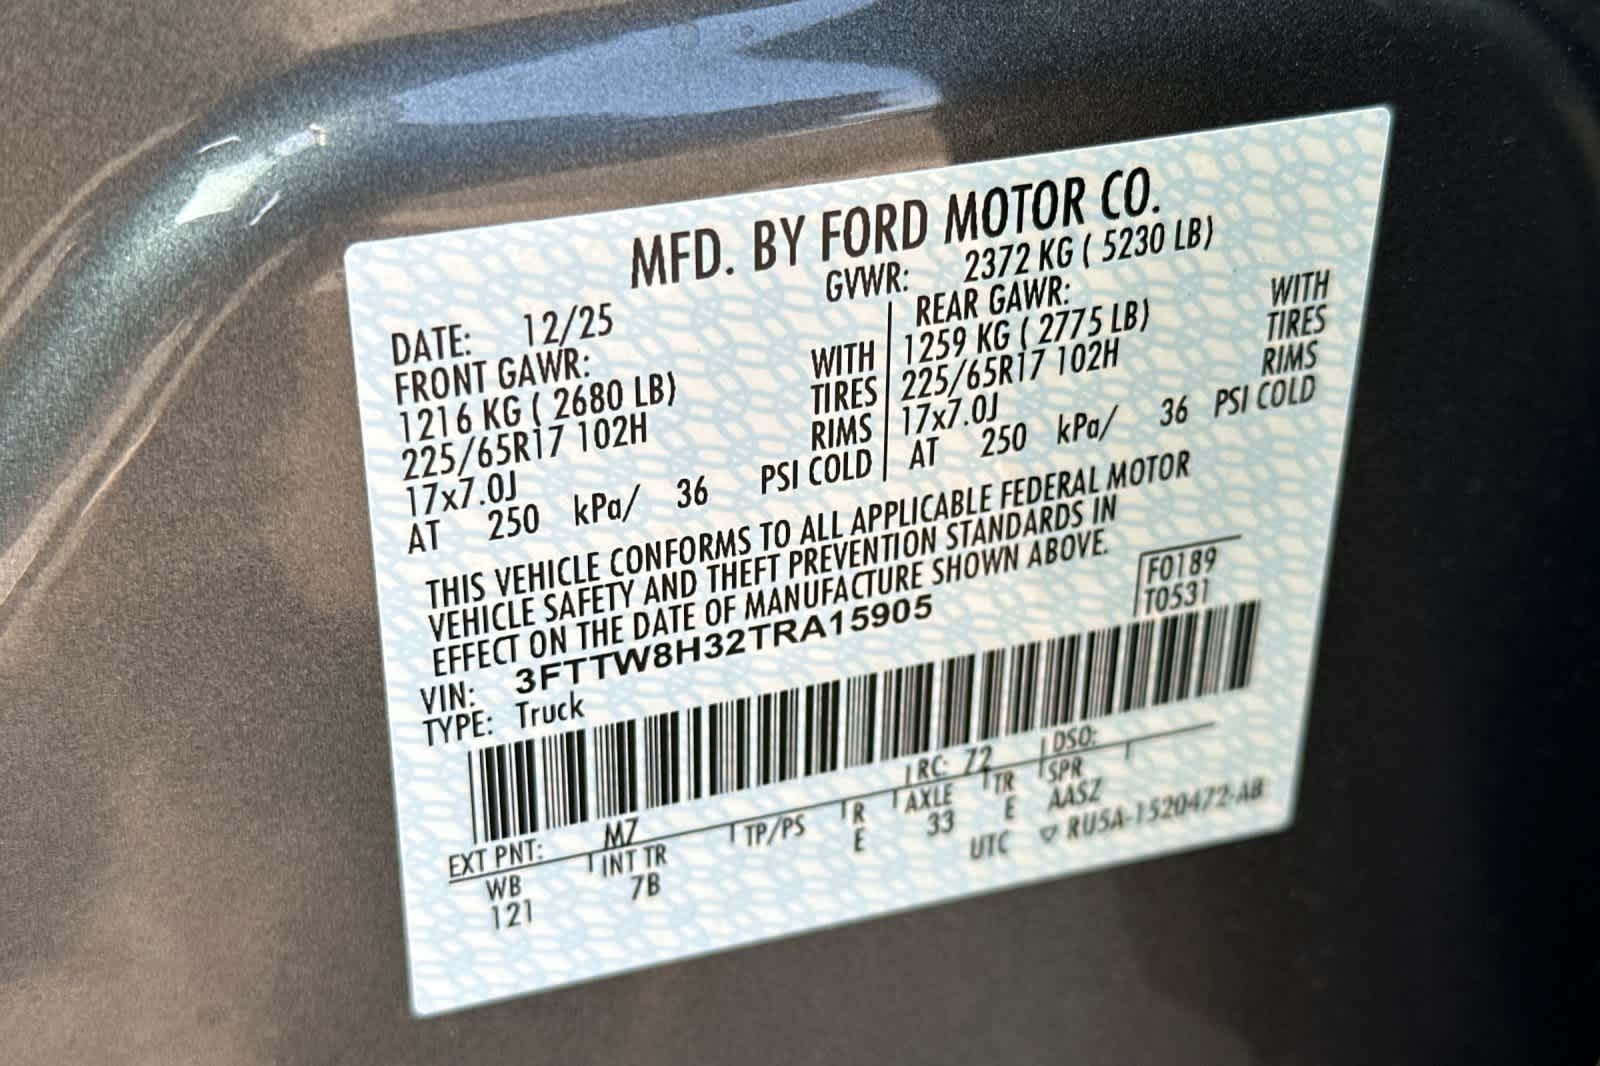 MFD. BY FORD MOTOR CO.
DATE: 12/25 GVWR: 2372 KG ( 5230 LB)
FRONT GAWR:
1216 KG ( 2680 LB) WITH
225/65R17 102H TIRES
17x7.0J RIMS
AT 250 kPa/ 36 PSI COLD
REAR GAWR:
1259 KG ( 2775 LB) WITH
225/65R17 102H TIRES
17x7.0J RIMS
AT 250 kPa/ 36 PSI COLD
THIS VEHICLE CONFORMS TO ALL APPLICABLE FEDERAL MOTOR
VEHICLE SAFETY AND THEFT PREVENTION STANDARDS IN
EFFECT ON THE DATE OF MANUFACTURE SHOWN ABOVE.
F0189
T0531
VIN: 3FTTW8H32TRA15905
TYPE: Truck
EXT PNT: M7 RC: 72 DSO:
WB INT TR TP/PS R AXLE TR SPR
121 7B E 33 E AASZ
UTC ▽ RU5A-1520472-AB